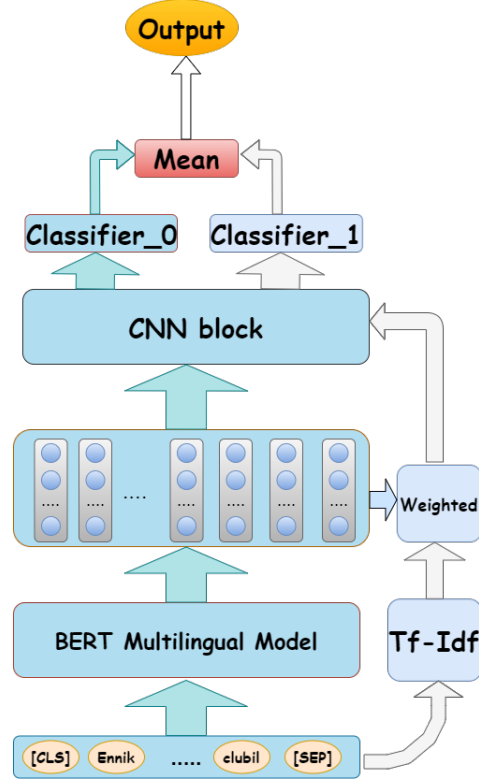 Output
Mean
Classifier_0 Classifier_1
CNN block
.... .... .... .... .... .... ....
Weighted
BERT Multilingual Model
Tf-Idf
[CLS] Ennik ..... clubil [SEP]